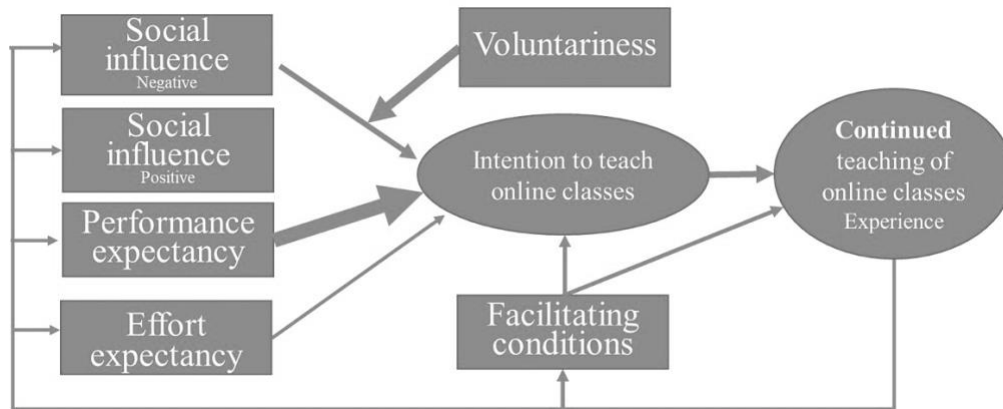 Social
influence
Negative
Voluntariness
Social
influence
Positive
Intention to teach
online classes
Continued
teaching of
online classes
Experience
Performance
expectancy
Effort
expectancy
Facilitating
conditions